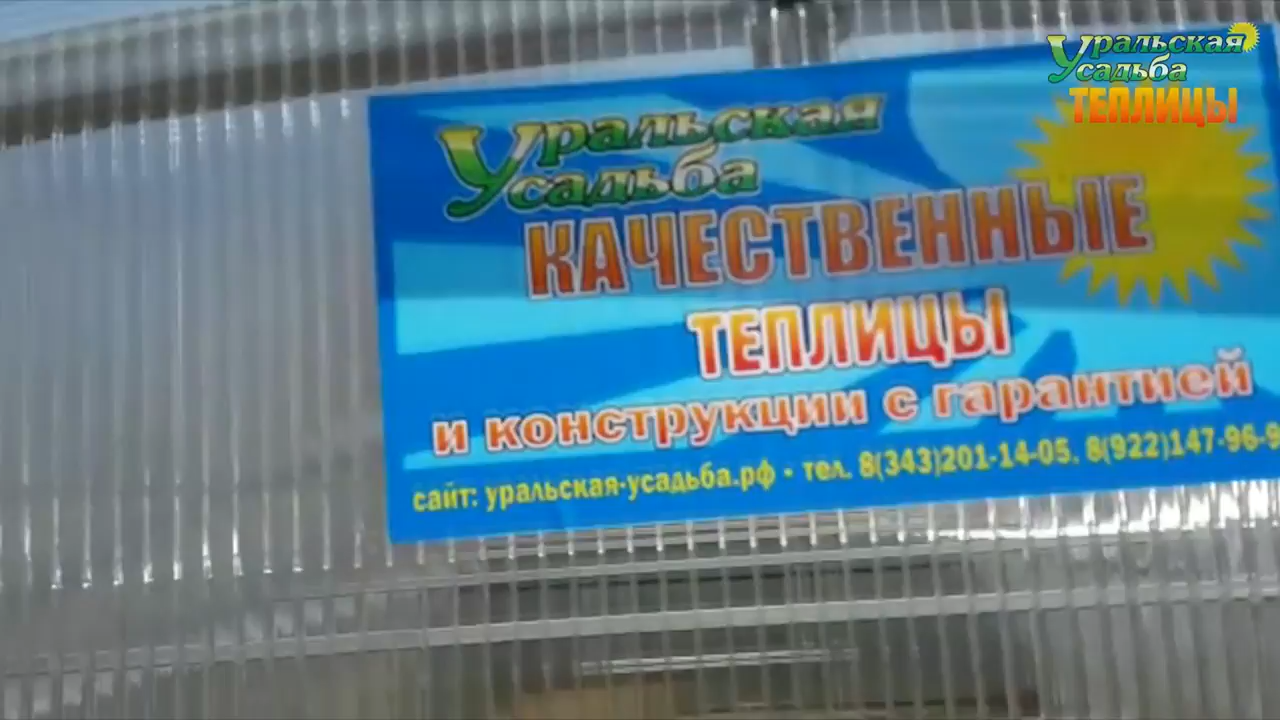 Уральская
Усадьба
ТЕПЛИЦЫ
Уральская
Усадьба
КАЧЕСТВЕННЫЕ
ТЕПЛИЦЫ
и конструкции с гарантией
сайт: уральская-усадьба.рф • тел. 8(343)201-14-05. 8(922)147-96-9